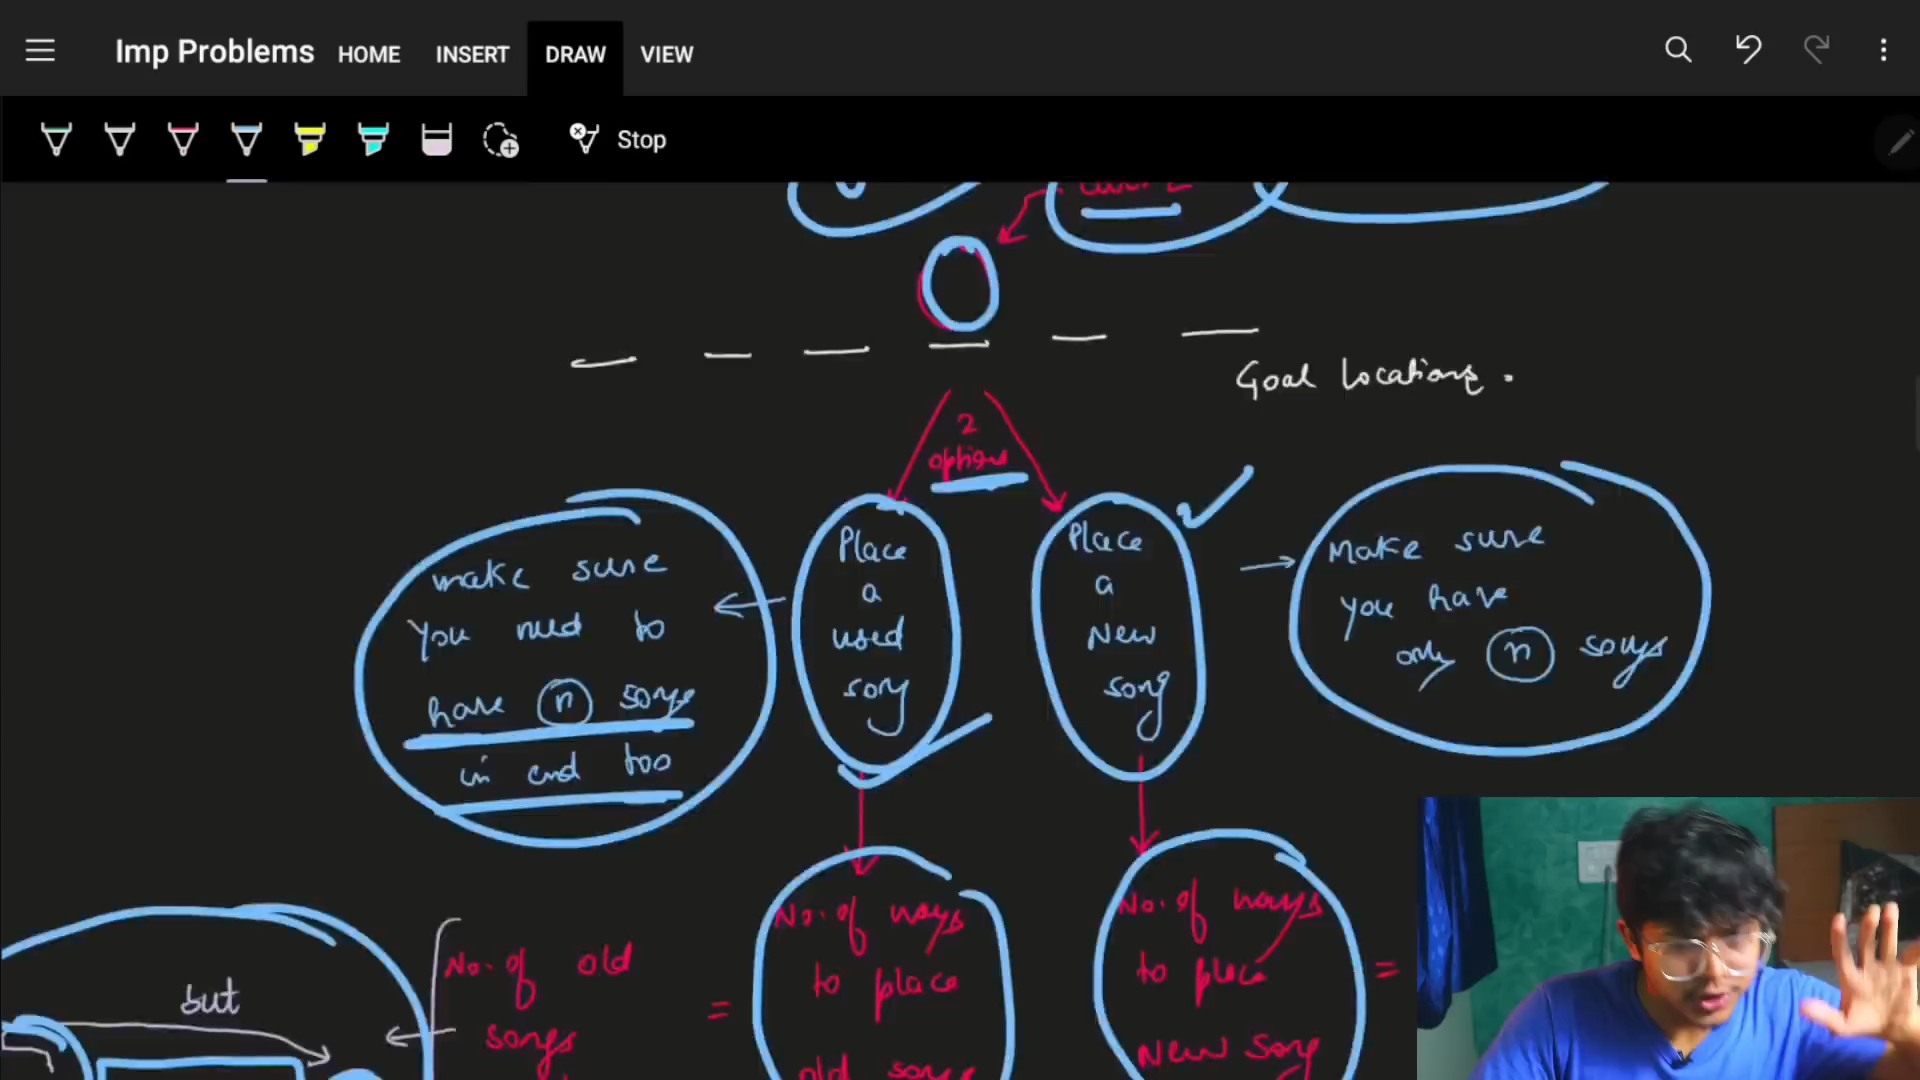 Imp Problems HOME INSERT DRAW VIEW
Stop
Goal locations.
2
options
make sure
you need to
have n songs
in end too
Place
a
used
song
Place
a
New
song
Make sure
you have
only n songs
but
No. of old
songs
=
No. of ways
to place
old songs
No. of ways
to place
New song
=